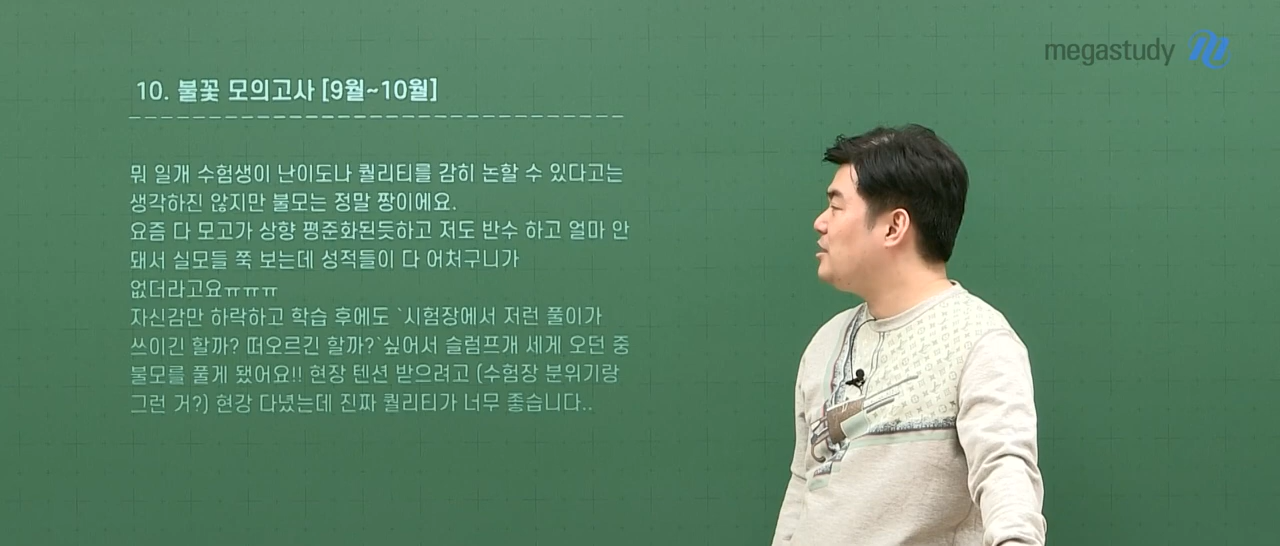 megastudy
10. 불꽃 모의고사 [9월~10월]
뭐 일개 수험생이 난이도나 퀄리티를 감히 논할 수 있다고는
생각하진 않지만 불모는 정말 짱이에요.
요즘 다 모고가 상향 평준화된듯하고 저도 반수 하고 얼마 안
돼서 실모들 쭉 보는데 성적들이 다 어처구니가
없더라고요ㅠㅠㅠ
자신감만 하락하고 학습 후에도 `시험장에서 저런 풀이가
쓰이긴 할까? 떠오르긴 할까?`싶어서 슬럼프개 세게 오던 중
불모를 풀게 됐어요!! 현장 텐션 받으려고 (수험장 분위기랑
그런 거?) 현강 다녔는데 진짜 퀄리티가 너무 좋습니다..